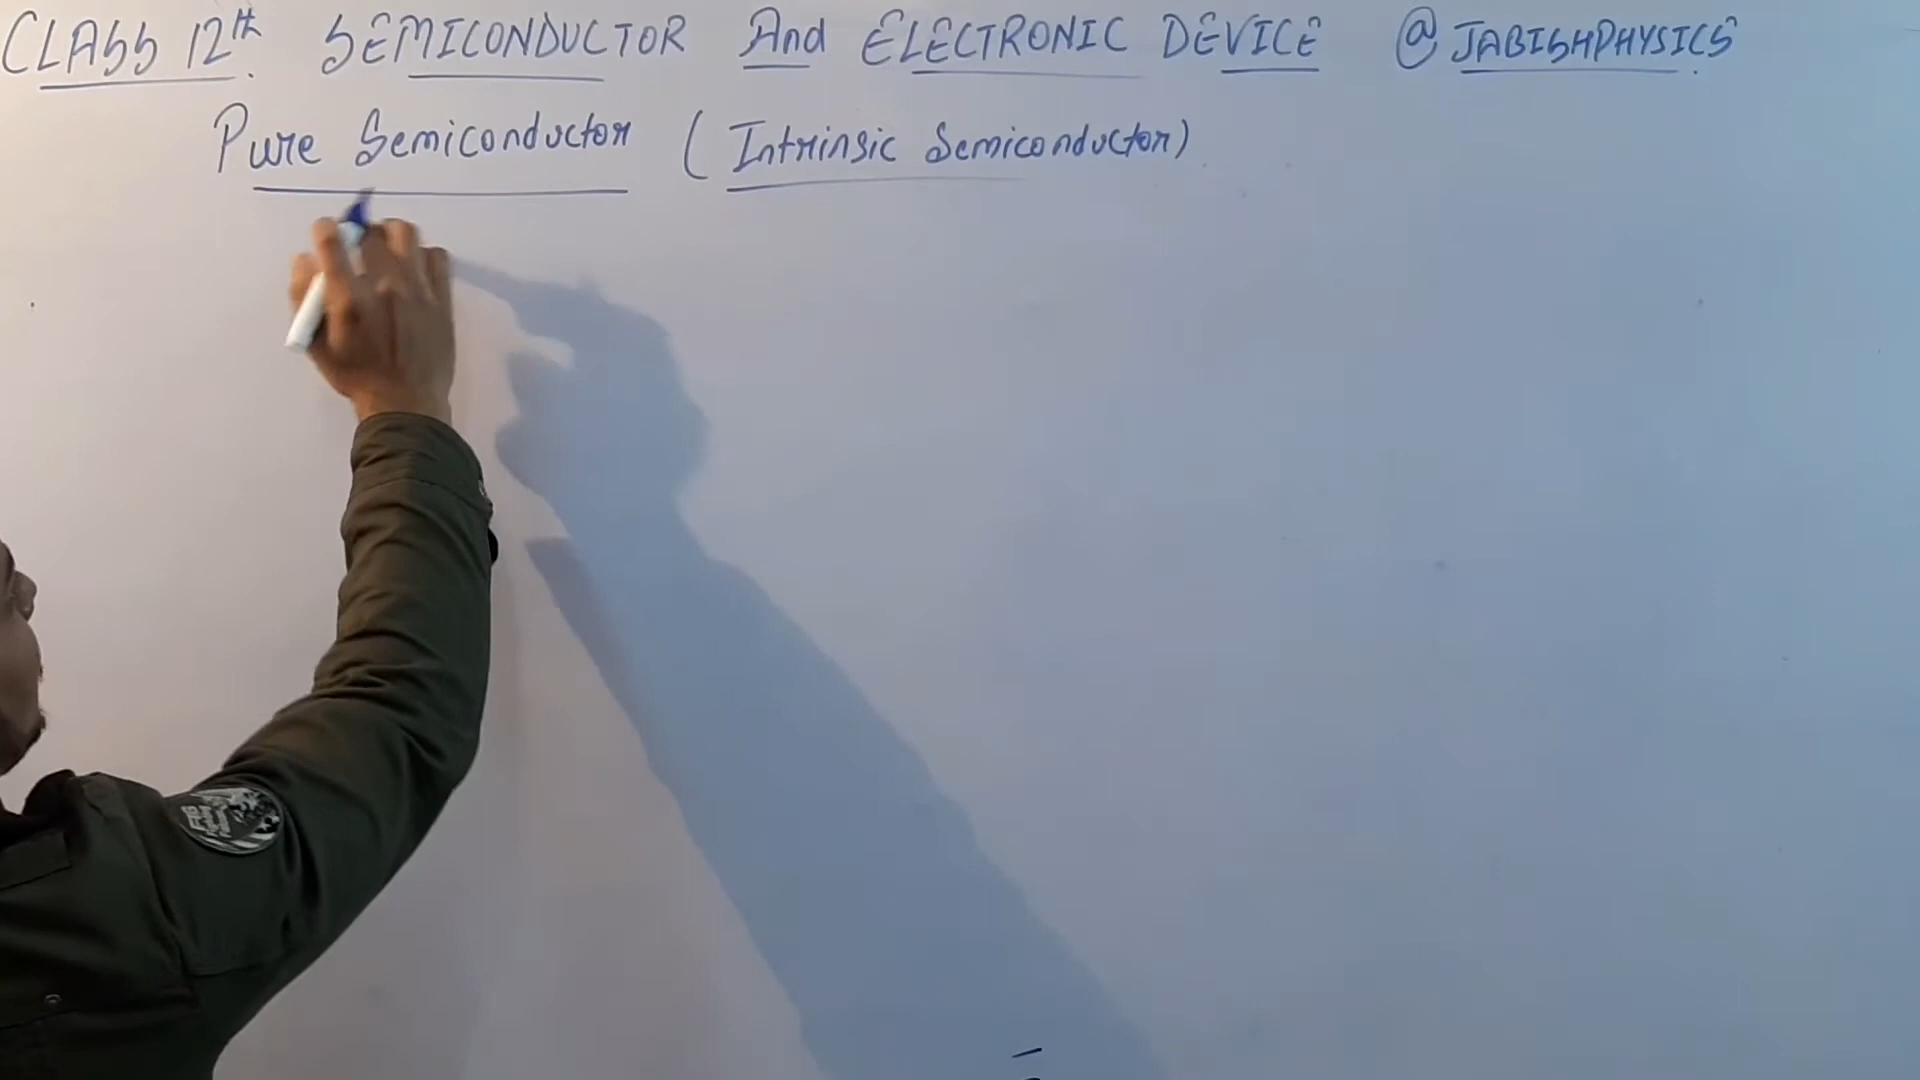 CLASS 12th SEMICONDUCTOR And ELECTRONIC DEVICE @JABISHPHYSICS
Pure Semiconductor (Intrinsic Semiconductor)